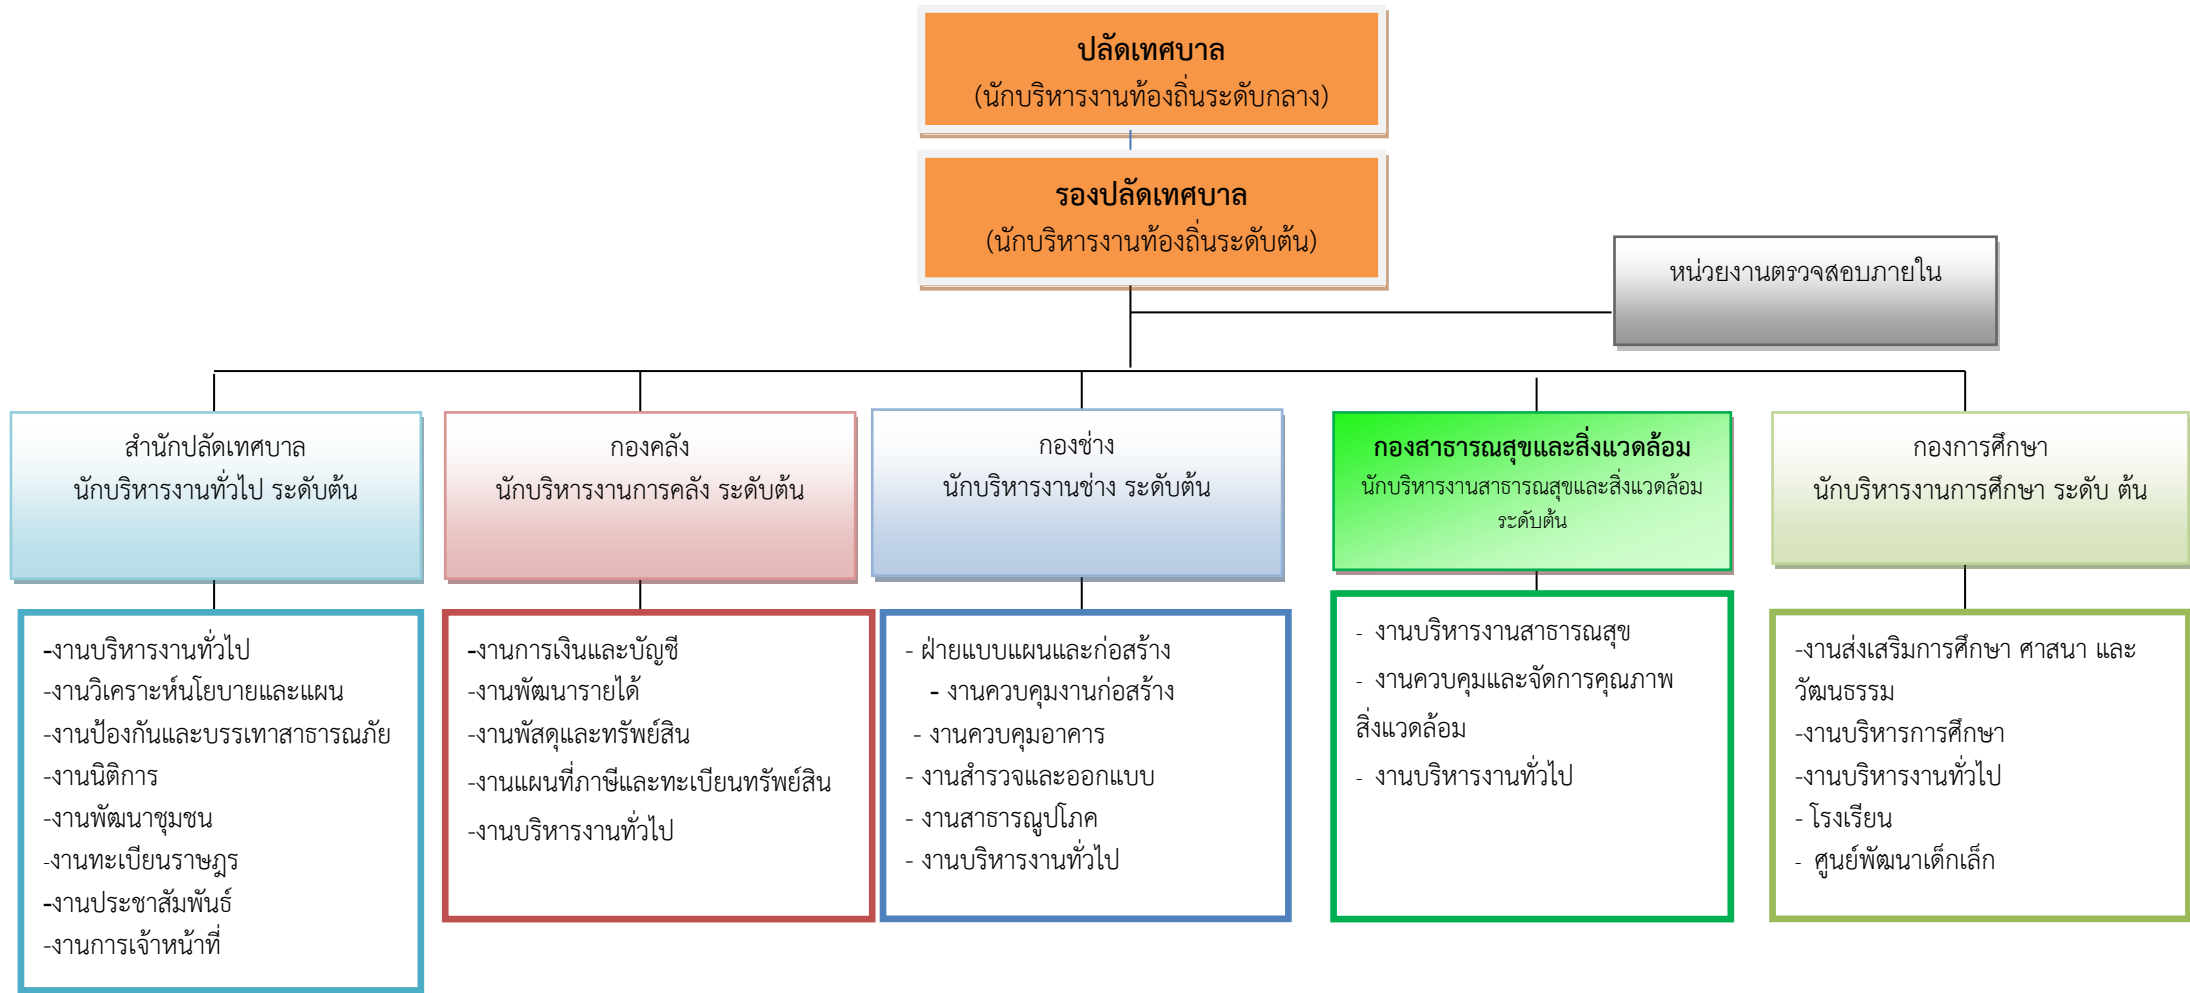 ปลัดเทศบาล
(นักบริหารงานท้องถิ่นระดับกลาง)
รองปลัดเทศบาล
(นักบริหารงานท้องถิ่นระดับต้น)
หน่วยงานตรวจสอบภายใน
สำนักปลัดเทศบาล
นักบริหารงานทั่วไป ระดับต้น
กองคลัง
นักบริหารงานการคลัง ระดับต้น
กองช่าง
นักบริหารงานช่าง ระดับต้น
กองสาธารณสุขและสิ่งแวดล้อม
นักบริหารงานสาธารณสุขและสิ่งแวดล้อม
ระดับต้น
กองการศึกษา
นักบริหารงานการศึกษา ระดับ ต้น
-งานบริหารงานทั่วไป
-งานวิเคราะห์นโยบายและแผน
-งานป้องกันและบรรเทาสาธารณภัย
-งานนิติการ
-งานพัฒนาชุมชน
-งานทะเบียนราษฎร
-งานประชาสัมพันธ์
-งานการเจ้าหน้าที่
-งานการเงินและบัญชี
-งานพัฒนารายได้
-งานพัสดุและทรัพย์สิน
-งานแผนที่ภาษีและทะเบียนทรัพย์สิน
-งานบริหารงานทั่วไป
- ฝ่ายแบบแผนและก่อสร้าง
- งานควบคุมงานก่อสร้าง
- งานควบคุมอาคาร
- งานสำรวจและออกแบบ
- งานสาธารณูปโภค
- งานบริหารงานทั่วไป
- งานบริหารงานสาธารณสุข
- งานควบคุมและจัดการคุณภาพ
สิ่งแวดล้อม
- งานบริหารงานทั่วไป
-งานส่งเสริมการศึกษา ศาสนา และ
วัฒนธรรม
-งานบริหารการศึกษา
-งานบริหารงานทั่วไป
- โรงเรียน
- ศูนย์พัฒนาเด็กเล็ก